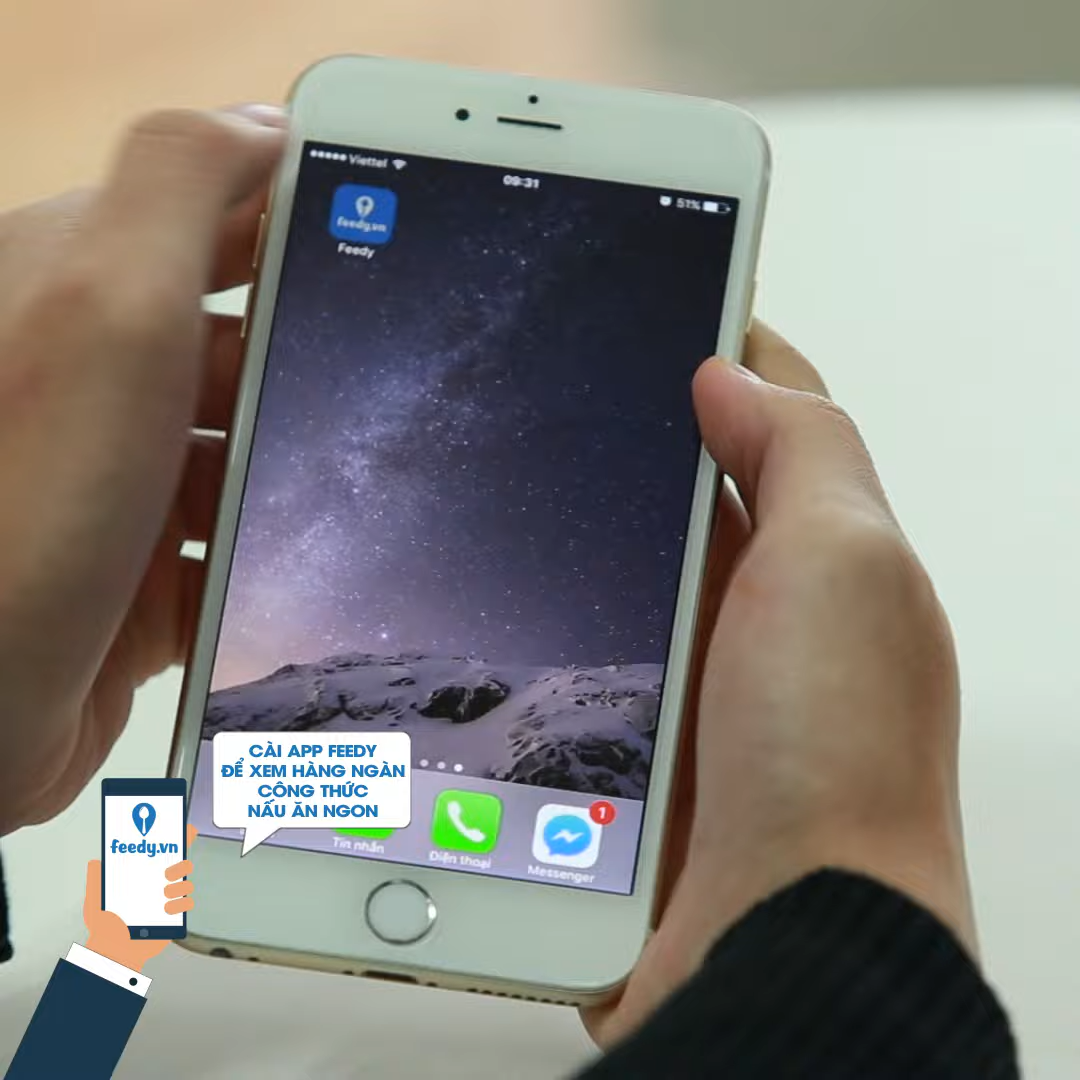 Viettel
09:31
51%
feedy.vn
Feedy
CÀI APP FEEDY
ĐỂ XEM HÀNG NGÀN
CÔNG THỨC
NẤU ĂN NGON
feedy.vn
1
Tin nhắn
Điện thoại
Messenger